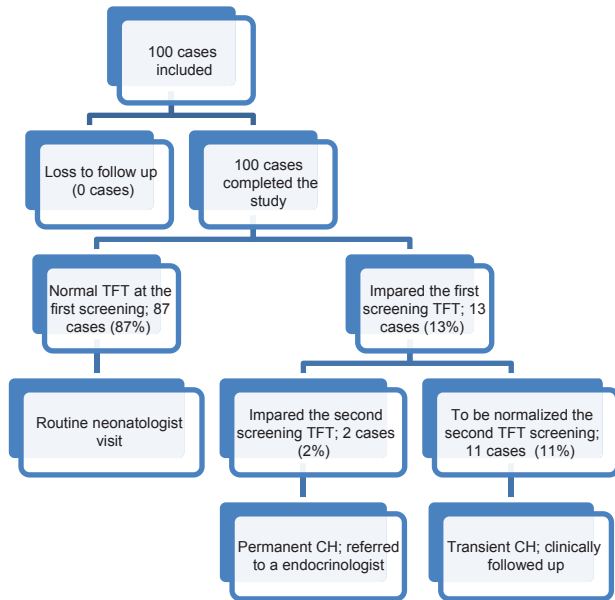 100 cases
included
Loss to follow up
(0 cases)
100 cases
completed the
study
Normal TFT at the
first screening; 87
cases (87%)
Impared the first
screening TFT; 13
cases (13%)
Routine neonatologist
visit
Impared the second
screening TFT; 2 cases
(2%)
To be normalized the
second TFT screening;
11 cases (11%)
Permanent CH; referred
to a endocrinologist
Transient CH; clinically
followed up